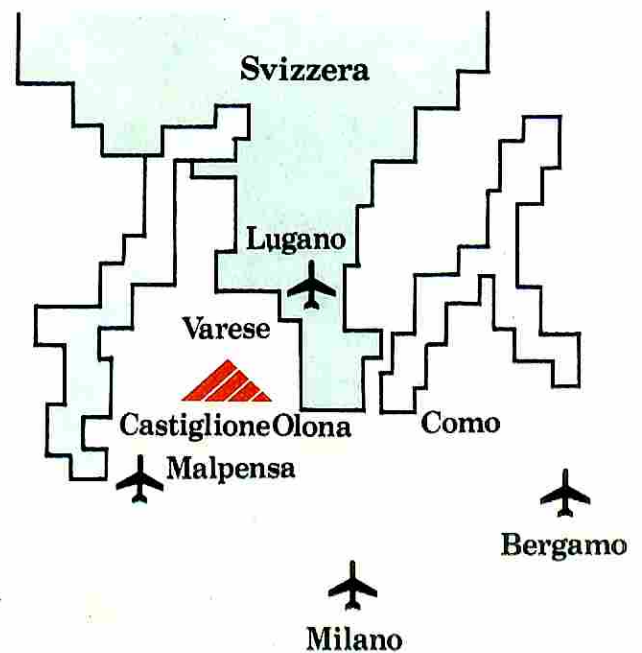 Svizzera
Lugano
Varese
Castiglione Olona
Como
Malpensa
Bergamo
Milano